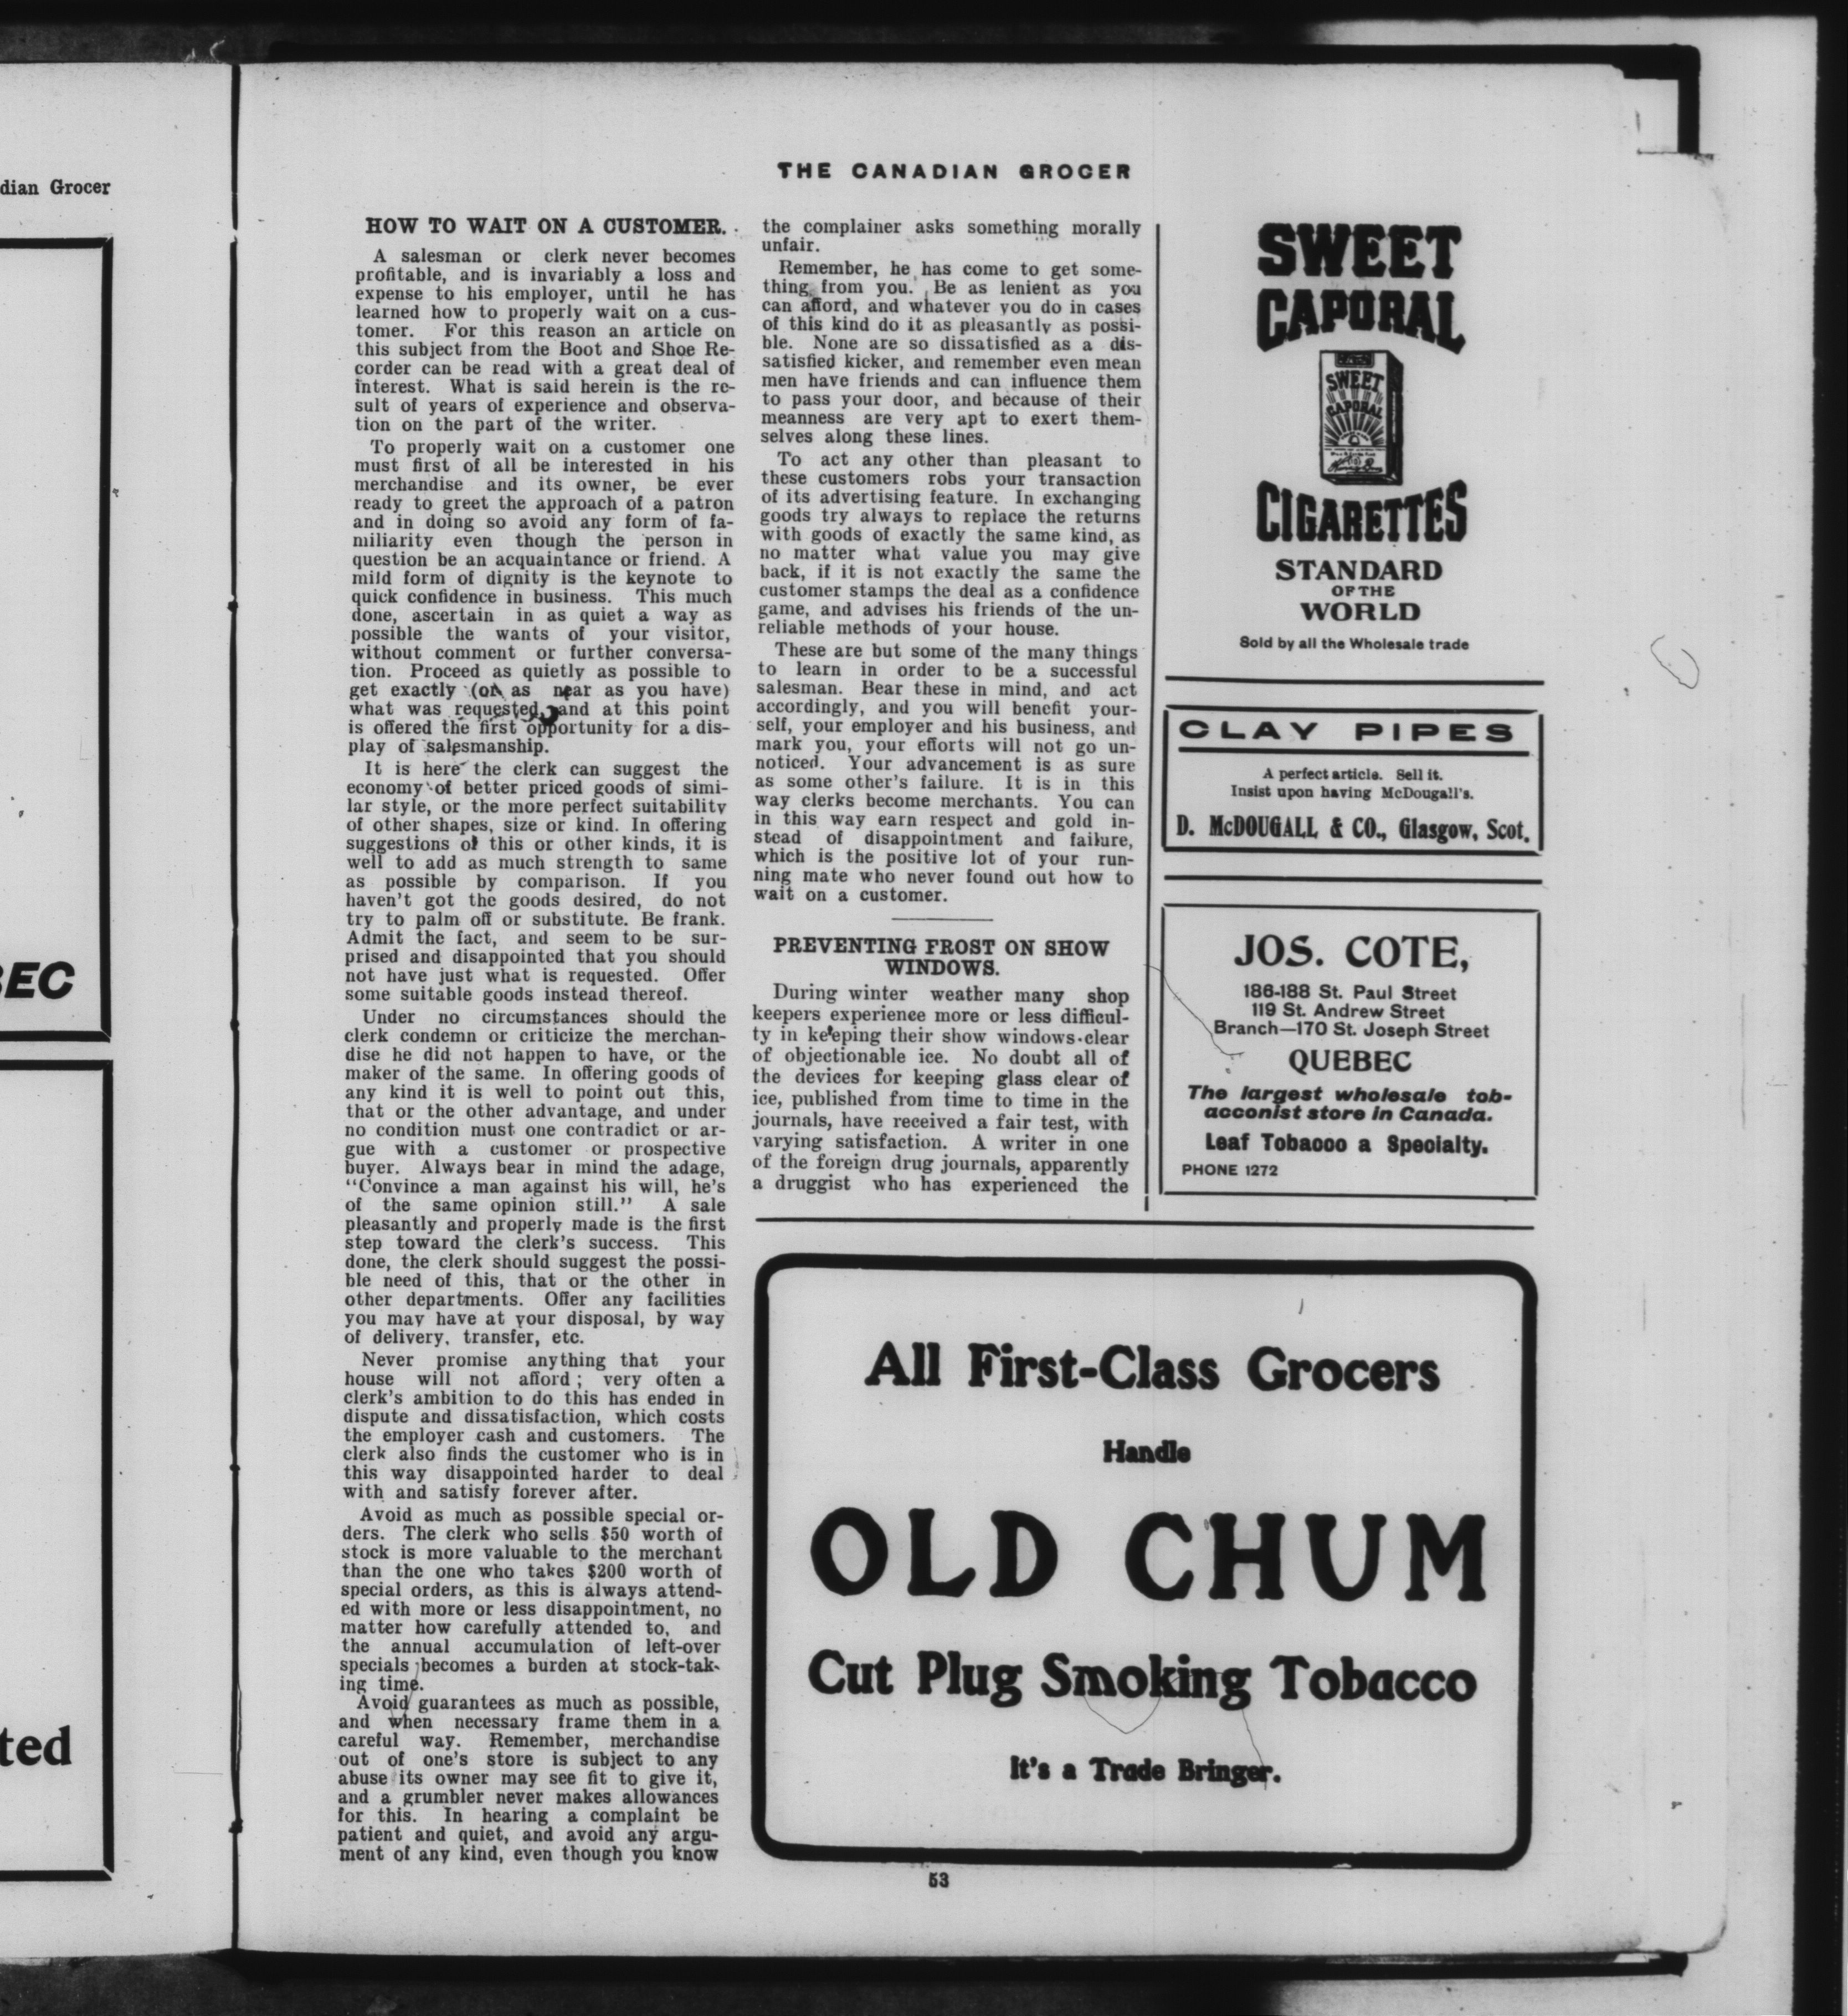 dian Grocer
BEC
ted
THE CANADIAN GROCER
HOW TO WAIT ON A CUSTOMER.
A salesman or clerk never becomes
profitable, and is invariably a loss and
expense to his employer, until he has
learned how to properly wait on a cus-
tomer. For this reason an article on
this subject from the Boot and Shoe Re-
corder can be read with a great deal of
interest. What is said herein is the re-
sult of years of experience and observa-
tion on the part of the writer.
To properly wait on a customer one
must first of all be interested in his
merchandise and its owner, be ever
ready to greet the approach of a patron
and in doing so avoid any form of fa-
miliarity even though the person in
question be an acquaintance or friend. A
mild form of dignity is the keynote to
quick confidence in business. This much
done, ascertain in as quiet a way as
possible the wants of your visitor,
without comment or further conversa-
tion. Proceed as quietly as possible to
get exactly (or as near as you have)
what was requested, and at this point
is offered the first opportunity for a dis-
play of salesmanship.
It is here the clerk can suggest the
economy of better priced goods of simi-
lar style, or the more perfect suitability
of other shapes, size or kind. In offering
suggestions of this or other kinds, it is
well to add as much strength to same
as possible by comparison. If you
haven't got the goods desired, do not
try to palm off or substitute. Be frank.
Admit the fact, and seem to be sur-
prised and disappointed that you should
not have just what is requested. Offer
some suitable goods instead thereof.
Under no circumstances should the
clerk condemn or criticize the merchan-
dise he did not happen to have, or the
maker of the same. In offering goods of
any kind it is well to point out this,
that or the other advantage, and under
no condition must one contradict or ar-
gue with a customer or prospective
buyer. Always bear in mind the adage,
"Convince a man against his will, he's
of the same opinion still." A sale
pleasantly and properly made is the first
step toward the clerk's success. This
done, the clerk should suggest the possi-
ble need of this, that or the other in
other departments. Offer any facilities
you may have at your disposal, by way
of delivery, transfer, etc.
Never promise anything that your
house will not afford; very often a
clerk's ambition to do this has ended in
dispute and dissatisfaction, which costs
the employer cash and customers. The
clerk also finds the customer who is in
this way disappointed harder to deal
with and satisfy forever after.
Avoid as much as possible special or-
ders. The clerk who sells $50 worth of
stock is more valuable to the merchant
than the one who takes $200 worth of
special orders, as this is always attend-
ed with more or less disappointment, no
matter how carefully attended to, and
the annual accumulation of left-over
specials becomes a burden at stock-tak-
ing time.
Avoid guarantees as much as possible,
and when necessary frame them in a
careful way. Remember, merchandise
out of one's store is subject to any
abuse its owner may see fit to give it,
and a grumbler never makes allowances
for this. In hearing a complaint be
patient and quiet, and avoid any argu-
ment of any kind, even though you know
the complainer asks something morally
unfair.
Remember, he has come to get some-
thing from you. Be as lenient as you
can afford, and whatever you do in cases
of this kind do it as pleasantly as possi-
ble. None are so dissatisfied as a dis-
satisfied kicker, and remember even mean
men have friends and can influence them
to pass your door, and because of their
meanness are very apt to exert them-
selves along these lines.
To act any other than pleasant to
these customers robs your transaction
of its advertising feature. In exchanging
goods try always to replace the returns
with goods of exactly the same kind, as
no matter what value you may give
back, if it is not exactly the same the
customer stamps the deal as a confidence
game, and advises his friends of the un-
reliable methods of your house.
These are but some of the many things
to learn in order to be a successful
salesman. Bear these in mind, and act
accordingly, and you will benefit your-
self, your employer and his business, and
mark you, your efforts will not go un-
noticed. Your advancement is as sure
as some other's failure. It is in this
way clerks become merchants. You can
in this way earn respect and gold in-
stead of disappointment and failure,
which is the positive lot of your run-
ning mate who never found out how to
wait on a customer.
PREVENTING FROST ON SHOW
WINDOWS.
During winter weather many shop
keepers experience more or less difficul-
ty in keeping their show windows clear
of objectionable ice. No doubt all of
the devices for keeping glass clear of
ice, published from time to time in the
journals, have received a fair test, with
varying satisfaction. A writer in one
of the foreign drug journals, apparently
a druggist who has experienced the
SWEET
CAPORAL
SWEET
CAPORAL
CIGARETTES
STANDARD
OF THE
WORLD
Sold by all the Wholesale trade
CLAY PIPES
A perfect article. Sell it.
Insist upon having McDougall's.
D. McDOUGALL & CO., Glasgow, Scot.
JOS. COTE,
186-188 St. Paul Street
119 St. Andrew Street
Branch—170 St. Joseph Street
QUEBEC
The largest wholesale tob-
acconist store in Canada.
Leaf Tobacco a Specialty.
PHONE 1272
All First-Class Grocers
Handle
OLD CHUM
Cut Plug Smoking Tobacco
It's a Trade Bringer.
53